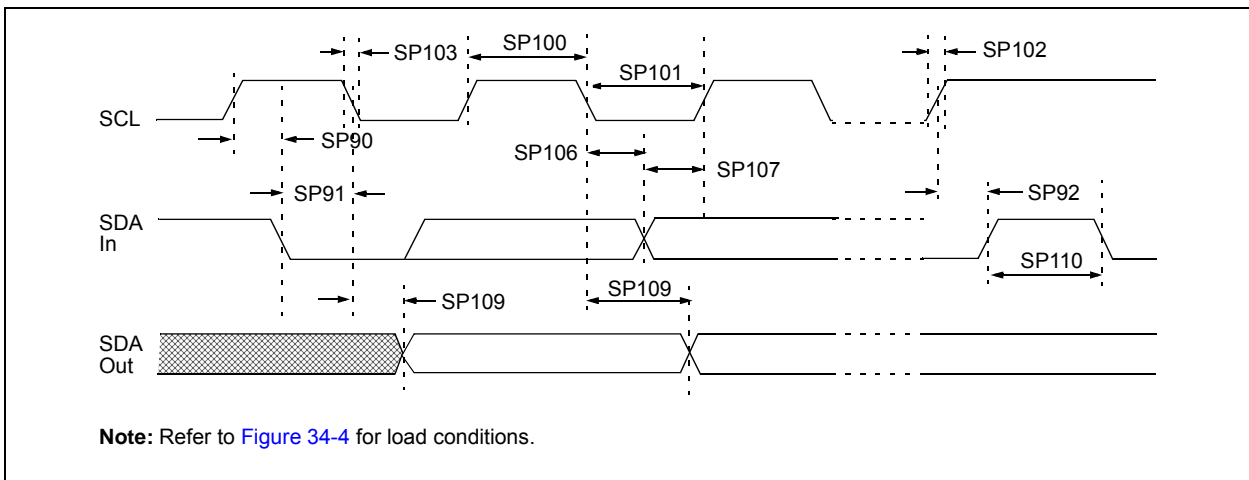 SP103
SP100
SP101
SP102
SCL
SP90
SP106
SP107
SP91
SP92
SDA
In
SP110
SP109
SP109
SDA
Out
Note: Refer to Figure 34-4 for load conditions.